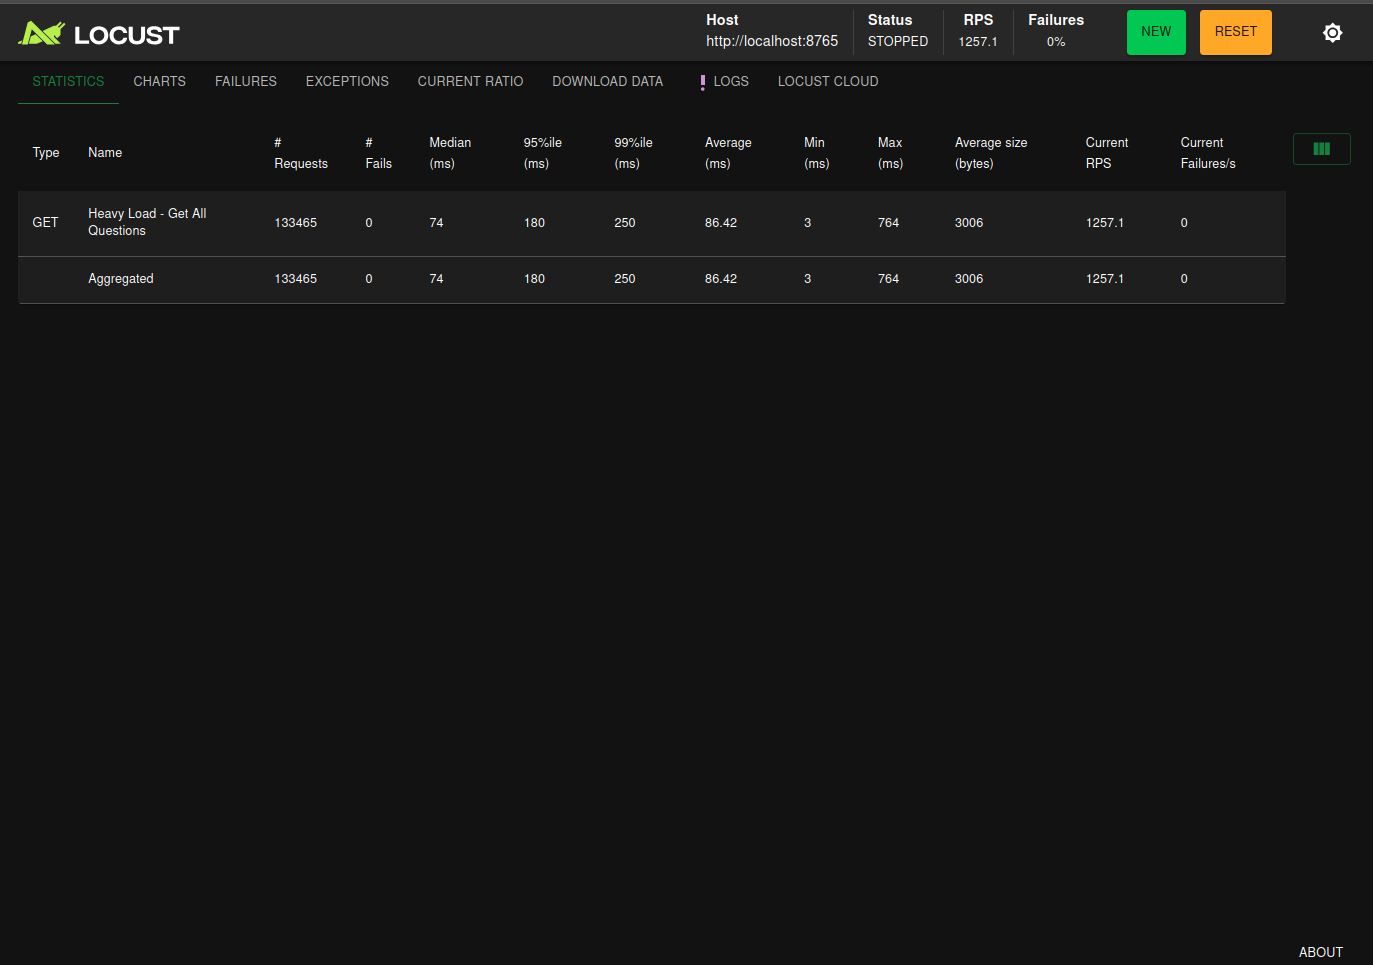 LOCUST
Host
http://localhost:8765
Status
STOPPED
RPS
1257.1
Failures
0%
NEW
RESET
STATISTICS CHARTS FAILURES EXCEPTIONS CURRENT RATIO DOWNLOAD DATA LOGS LOCUST CLOUD
Type Name # Requests # Fails Median (ms) 95%ile (ms) 99%ile (ms) Average (ms) Min (ms) Max (ms) Average size (bytes) Current RPS Current Failures/s
GET Heavy Load - Get All Questions 133465 0 74 180 250 86.42 3 764 3006 1257.1 0
Aggregated 133465 0 74 180 250 86.42 3 764 3006 1257.1 0
ABOUT